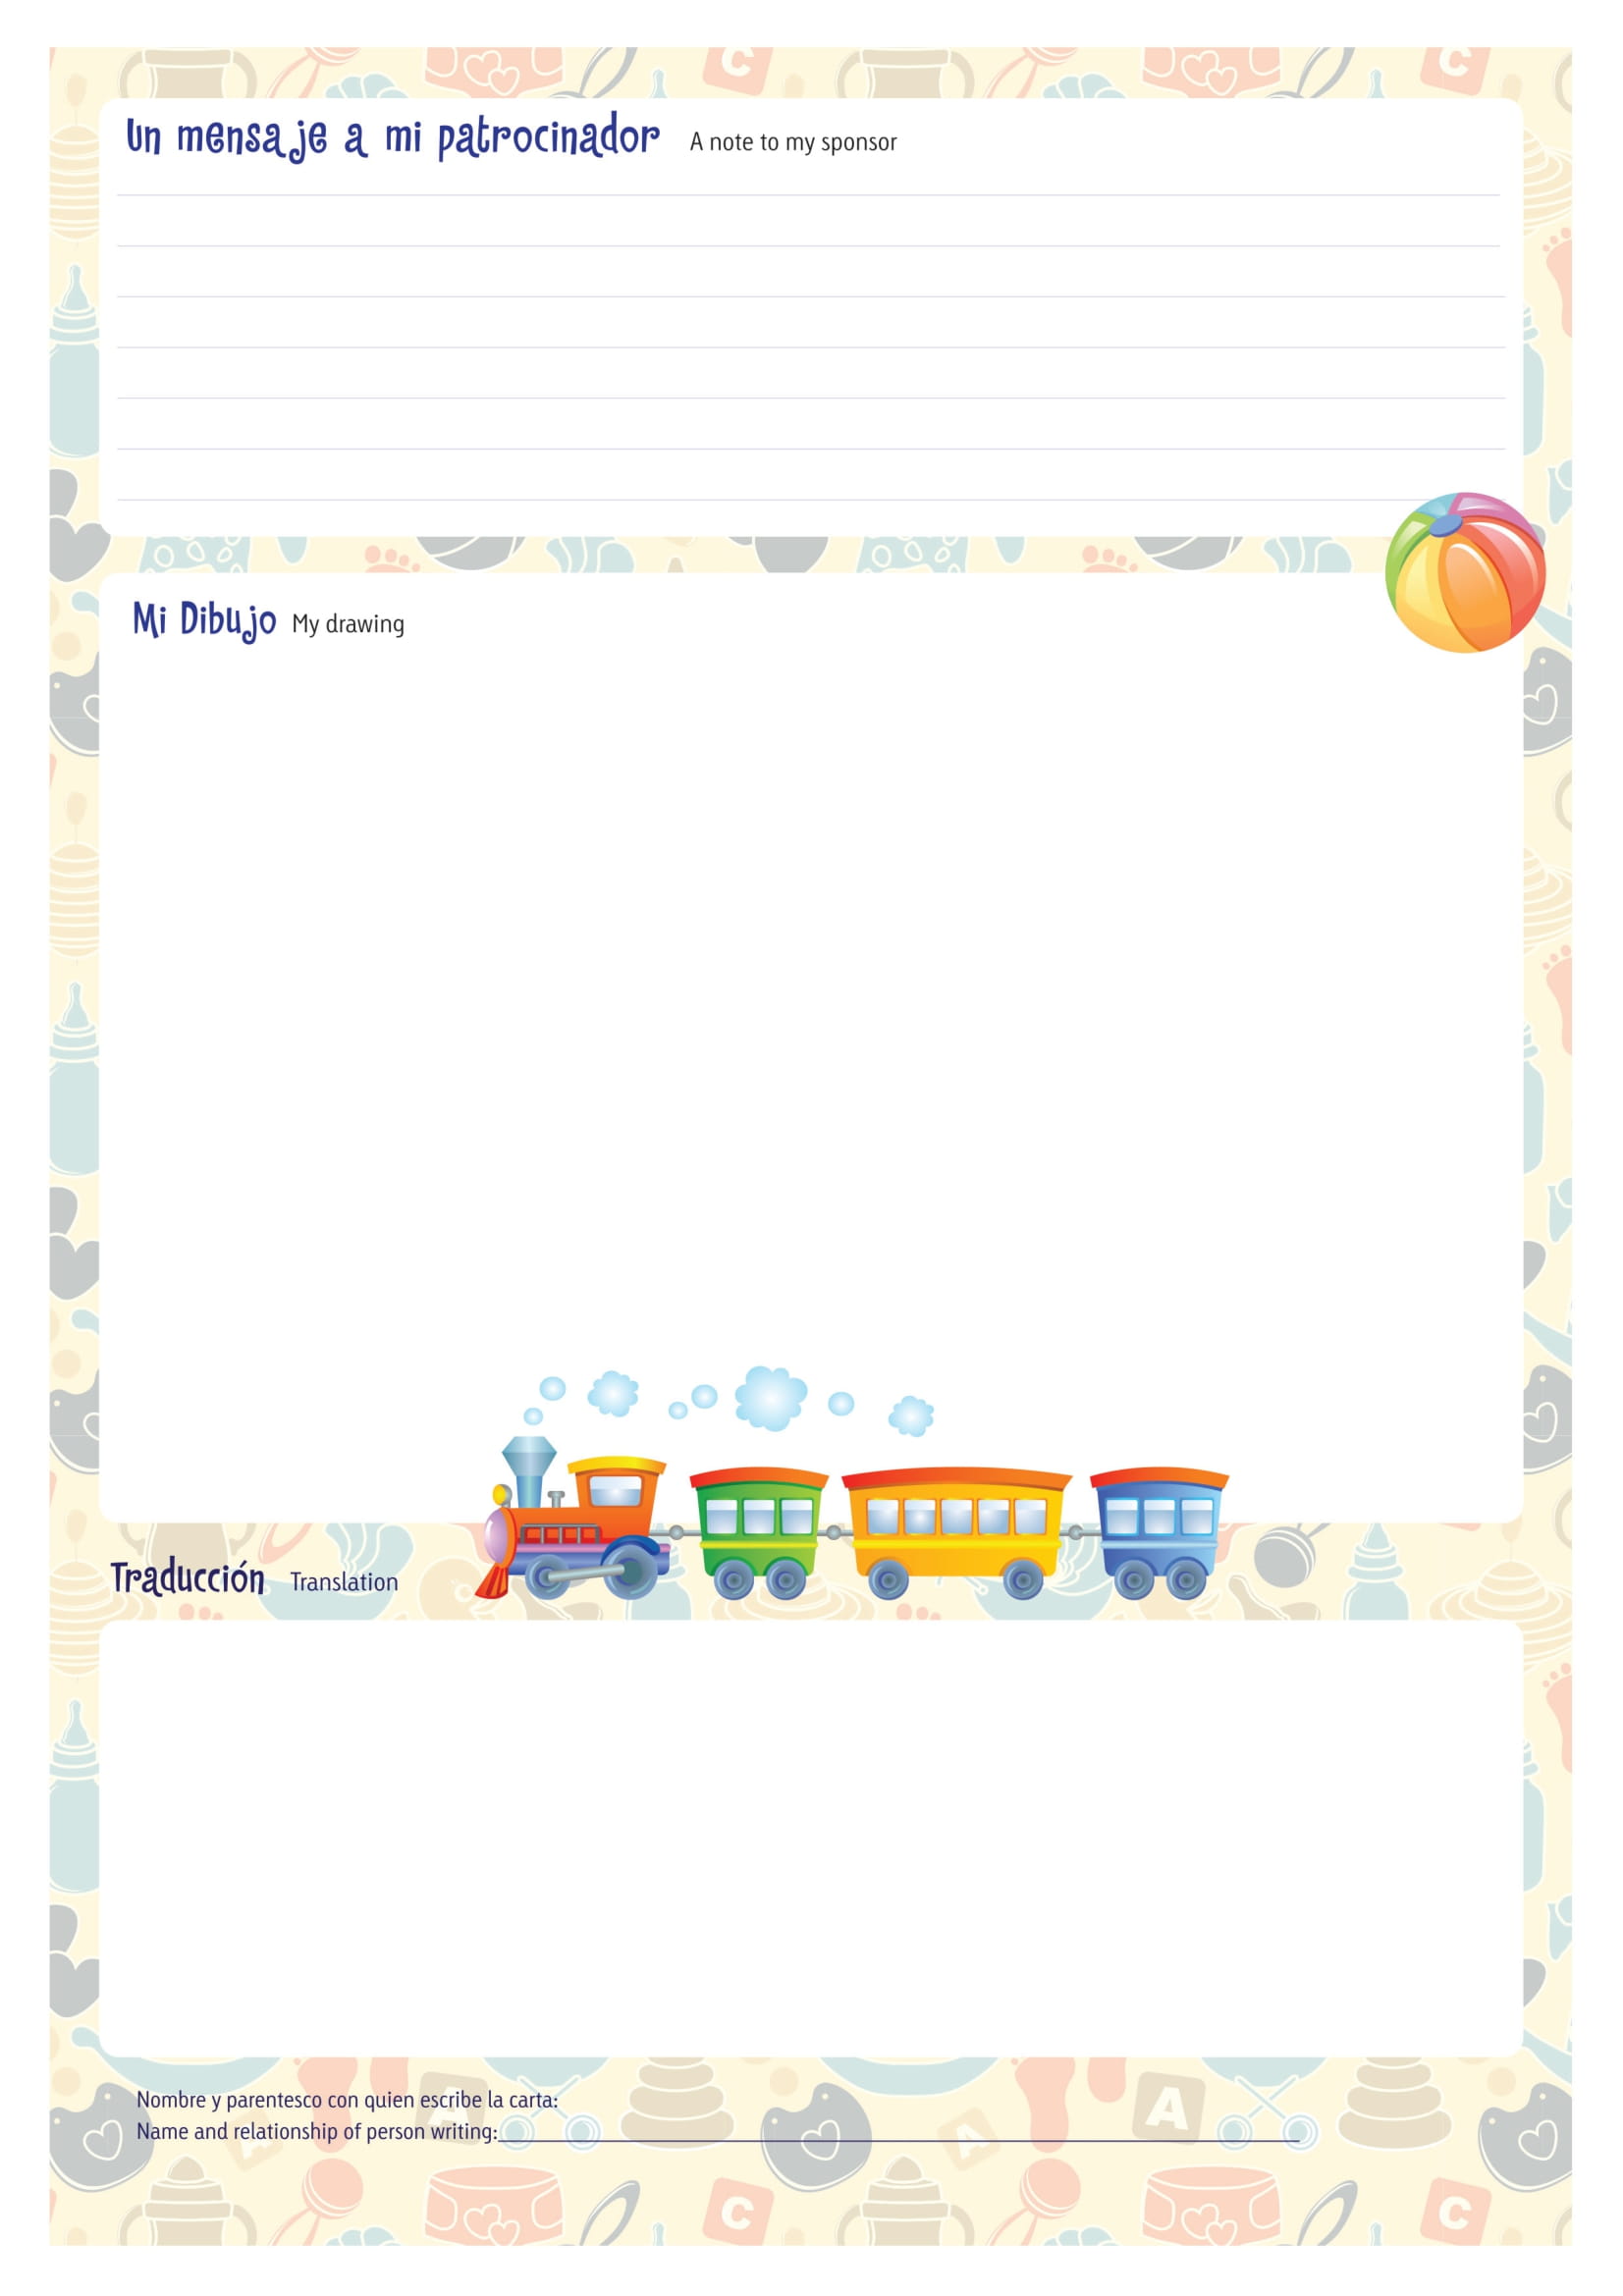 Un mensaje a mi patrocinador A note to my sponsor
Mi Dibujo My drawing
Traducción Translation
Nombre y parentesco con quien escribe la carta:
Name and relationship of person writing:
C
C
A
A
A
A
C
C